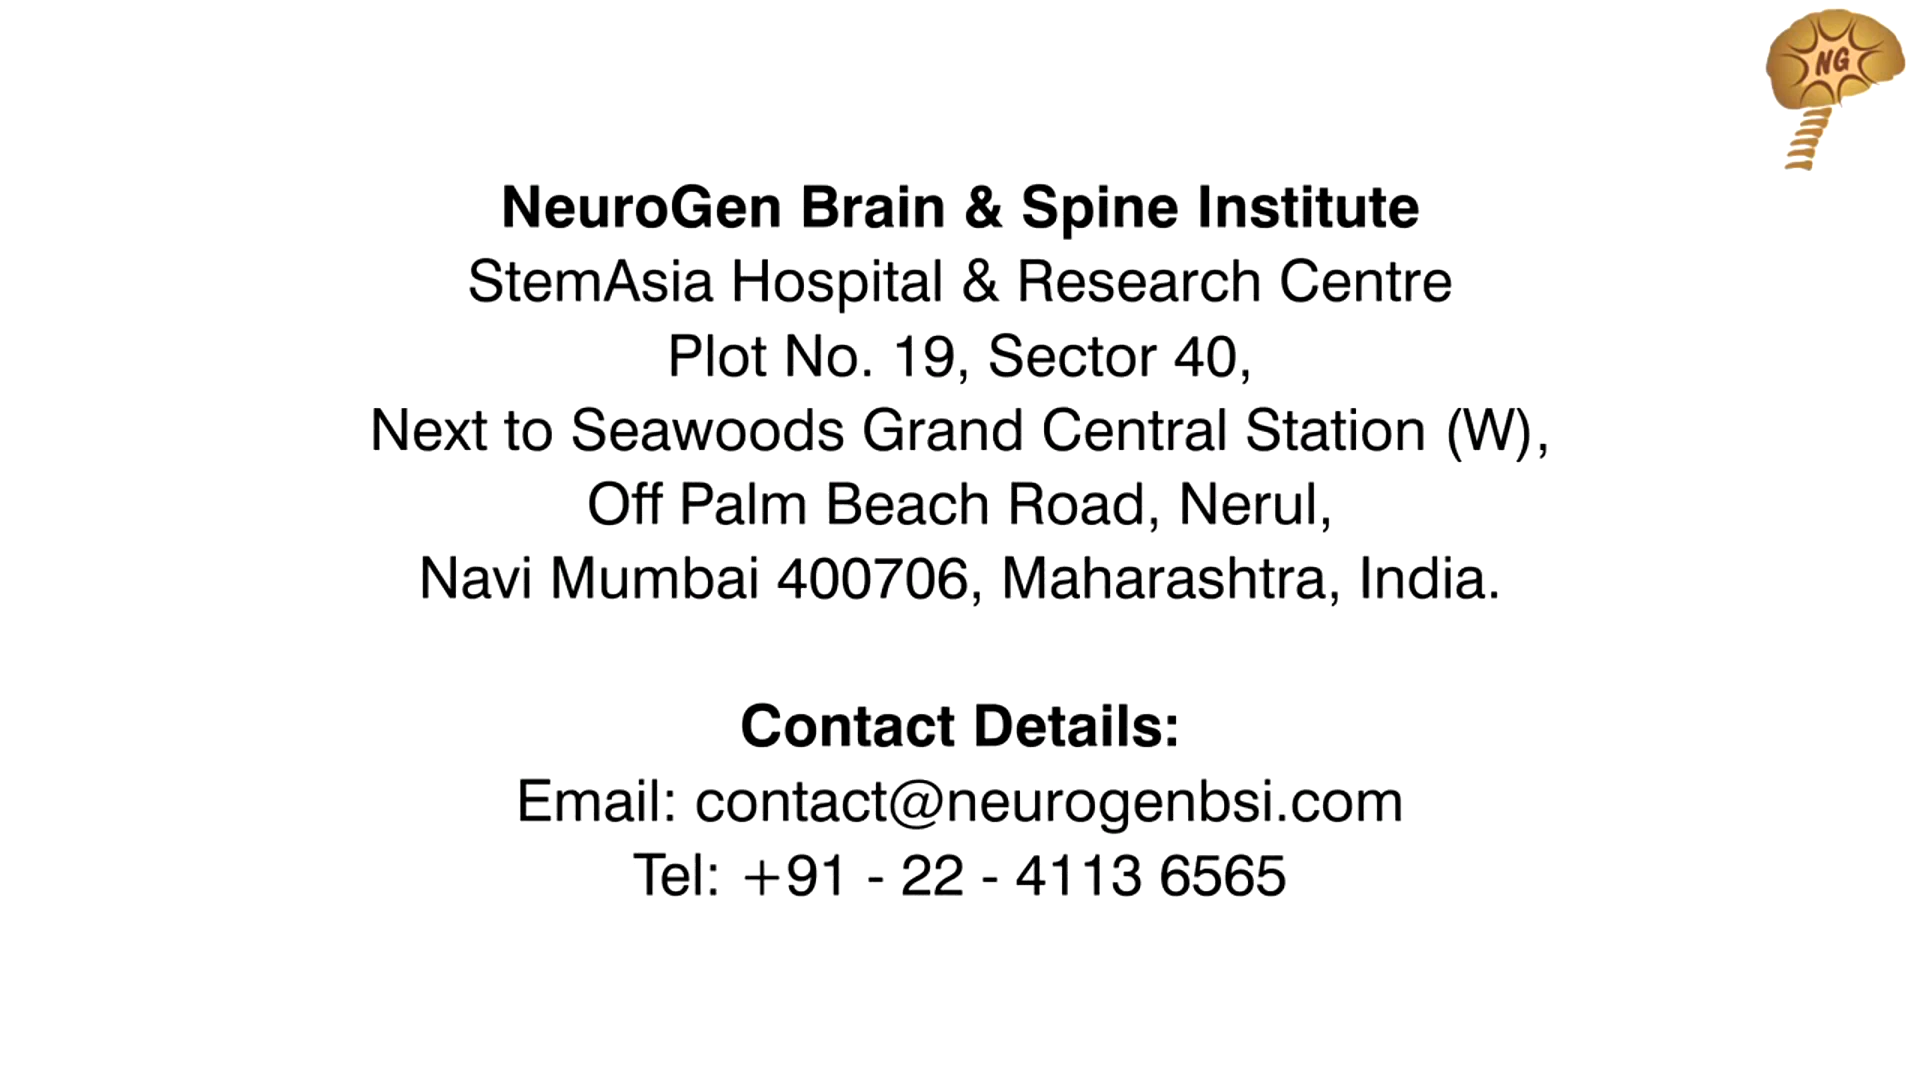 NG
NeuroGen Brain & Spine Institute
StemAsia Hospital & Research Centre
Plot No. 19, Sector 40,
Next to Seawoods Grand Central Station (W),
Off Palm Beach Road, Nerul,
Navi Mumbai 400706, Maharashtra, India.
Contact Details:
Email: contact@neurogenbsi.com
Tel: +91 - 22 - 4113 6565